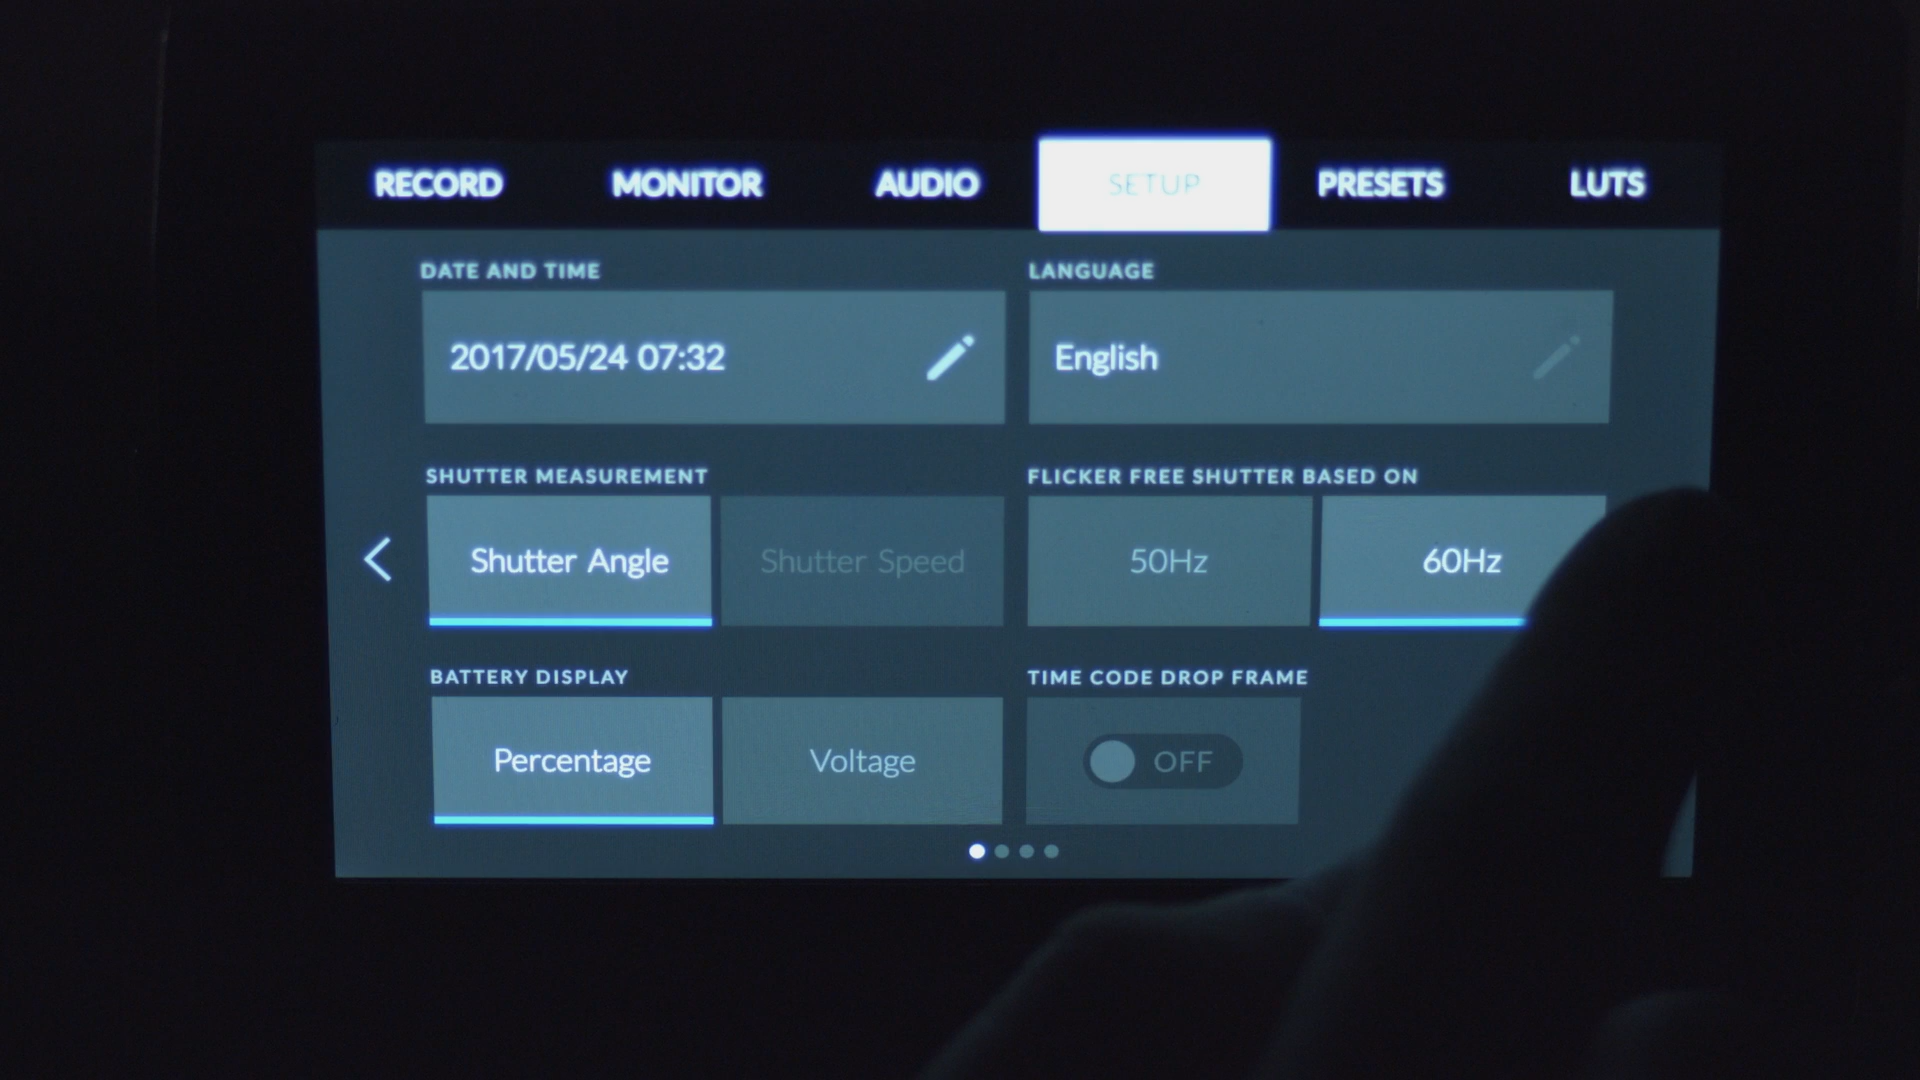 RECORD MONITOR AUDIO SETUP PRESETS LUTS
DATE AND TIME
2017/05/24 07:32
LANGUAGE
English
SHUTTER MEASUREMENT
Shutter Angle Shutter Speed
FLICKER FREE SHUTTER BASED ON
50Hz 60Hz
BATTERY DISPLAY
Percentage Voltage
TIME CODE DROP FRAME
OFF